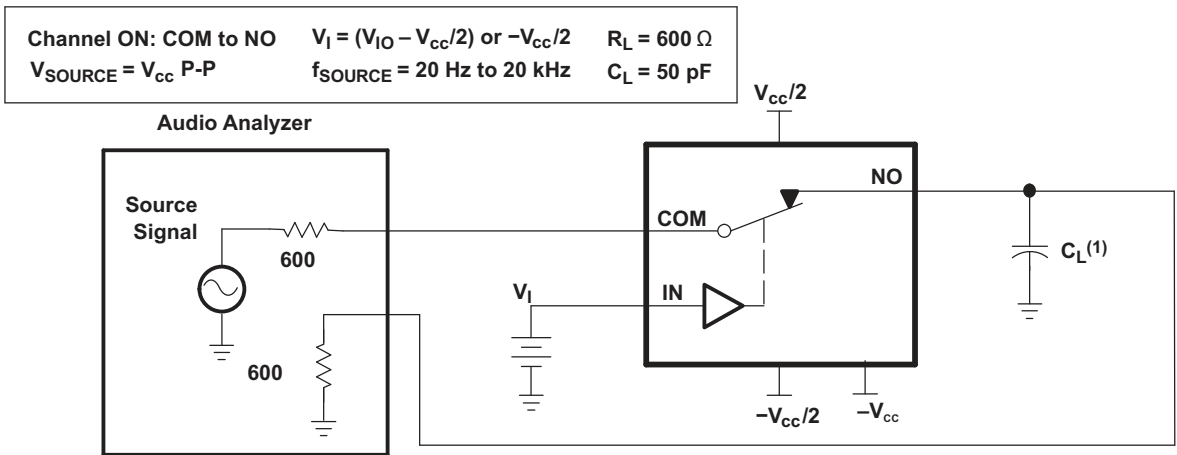 Channel ON: COM to NO V_I = (V_IO – V_cc/2) or –V_cc/2 R_L = 600 Ω
V_SOURCE = V_cc P-P f_SOURCE = 20 Hz to 20 kHz C_L = 50 pF
Audio Analyzer
V_cc/2
NO
Source
Signal
COM
600
C_L(1)
V_I
IN
600
–V_cc/2
–V_cc